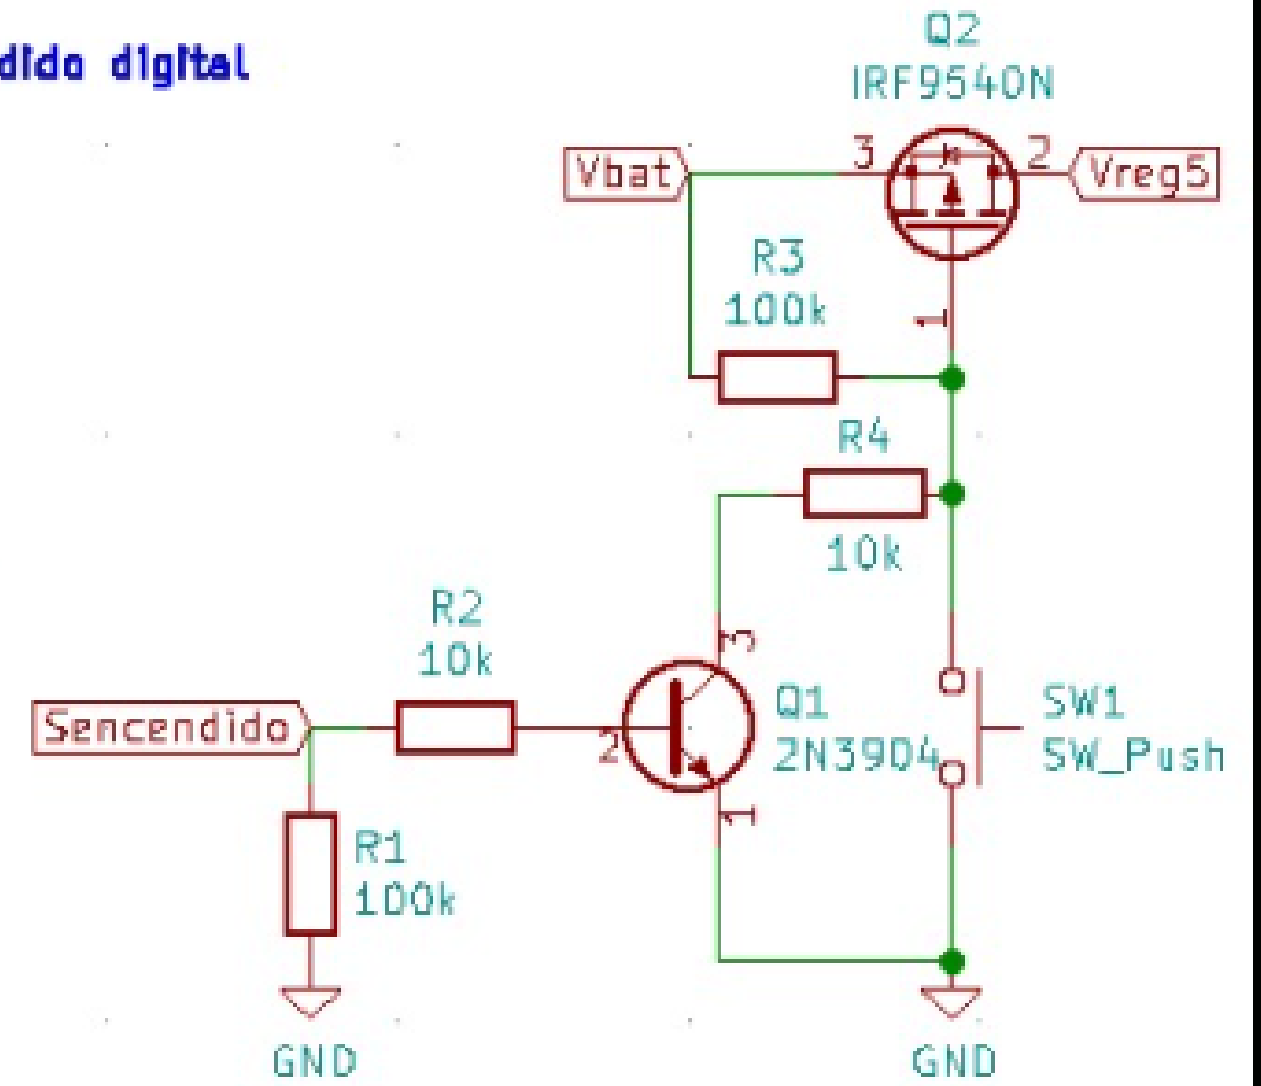 dido digital
Q2
IRF9540N
Vbat
3
2
Vreg5
R3
100k
1
R4
10k
R2
10k
3
Sencendido
2
Q1
2N3904
SW1
SW_Push
1
R1
100k
GND
GND